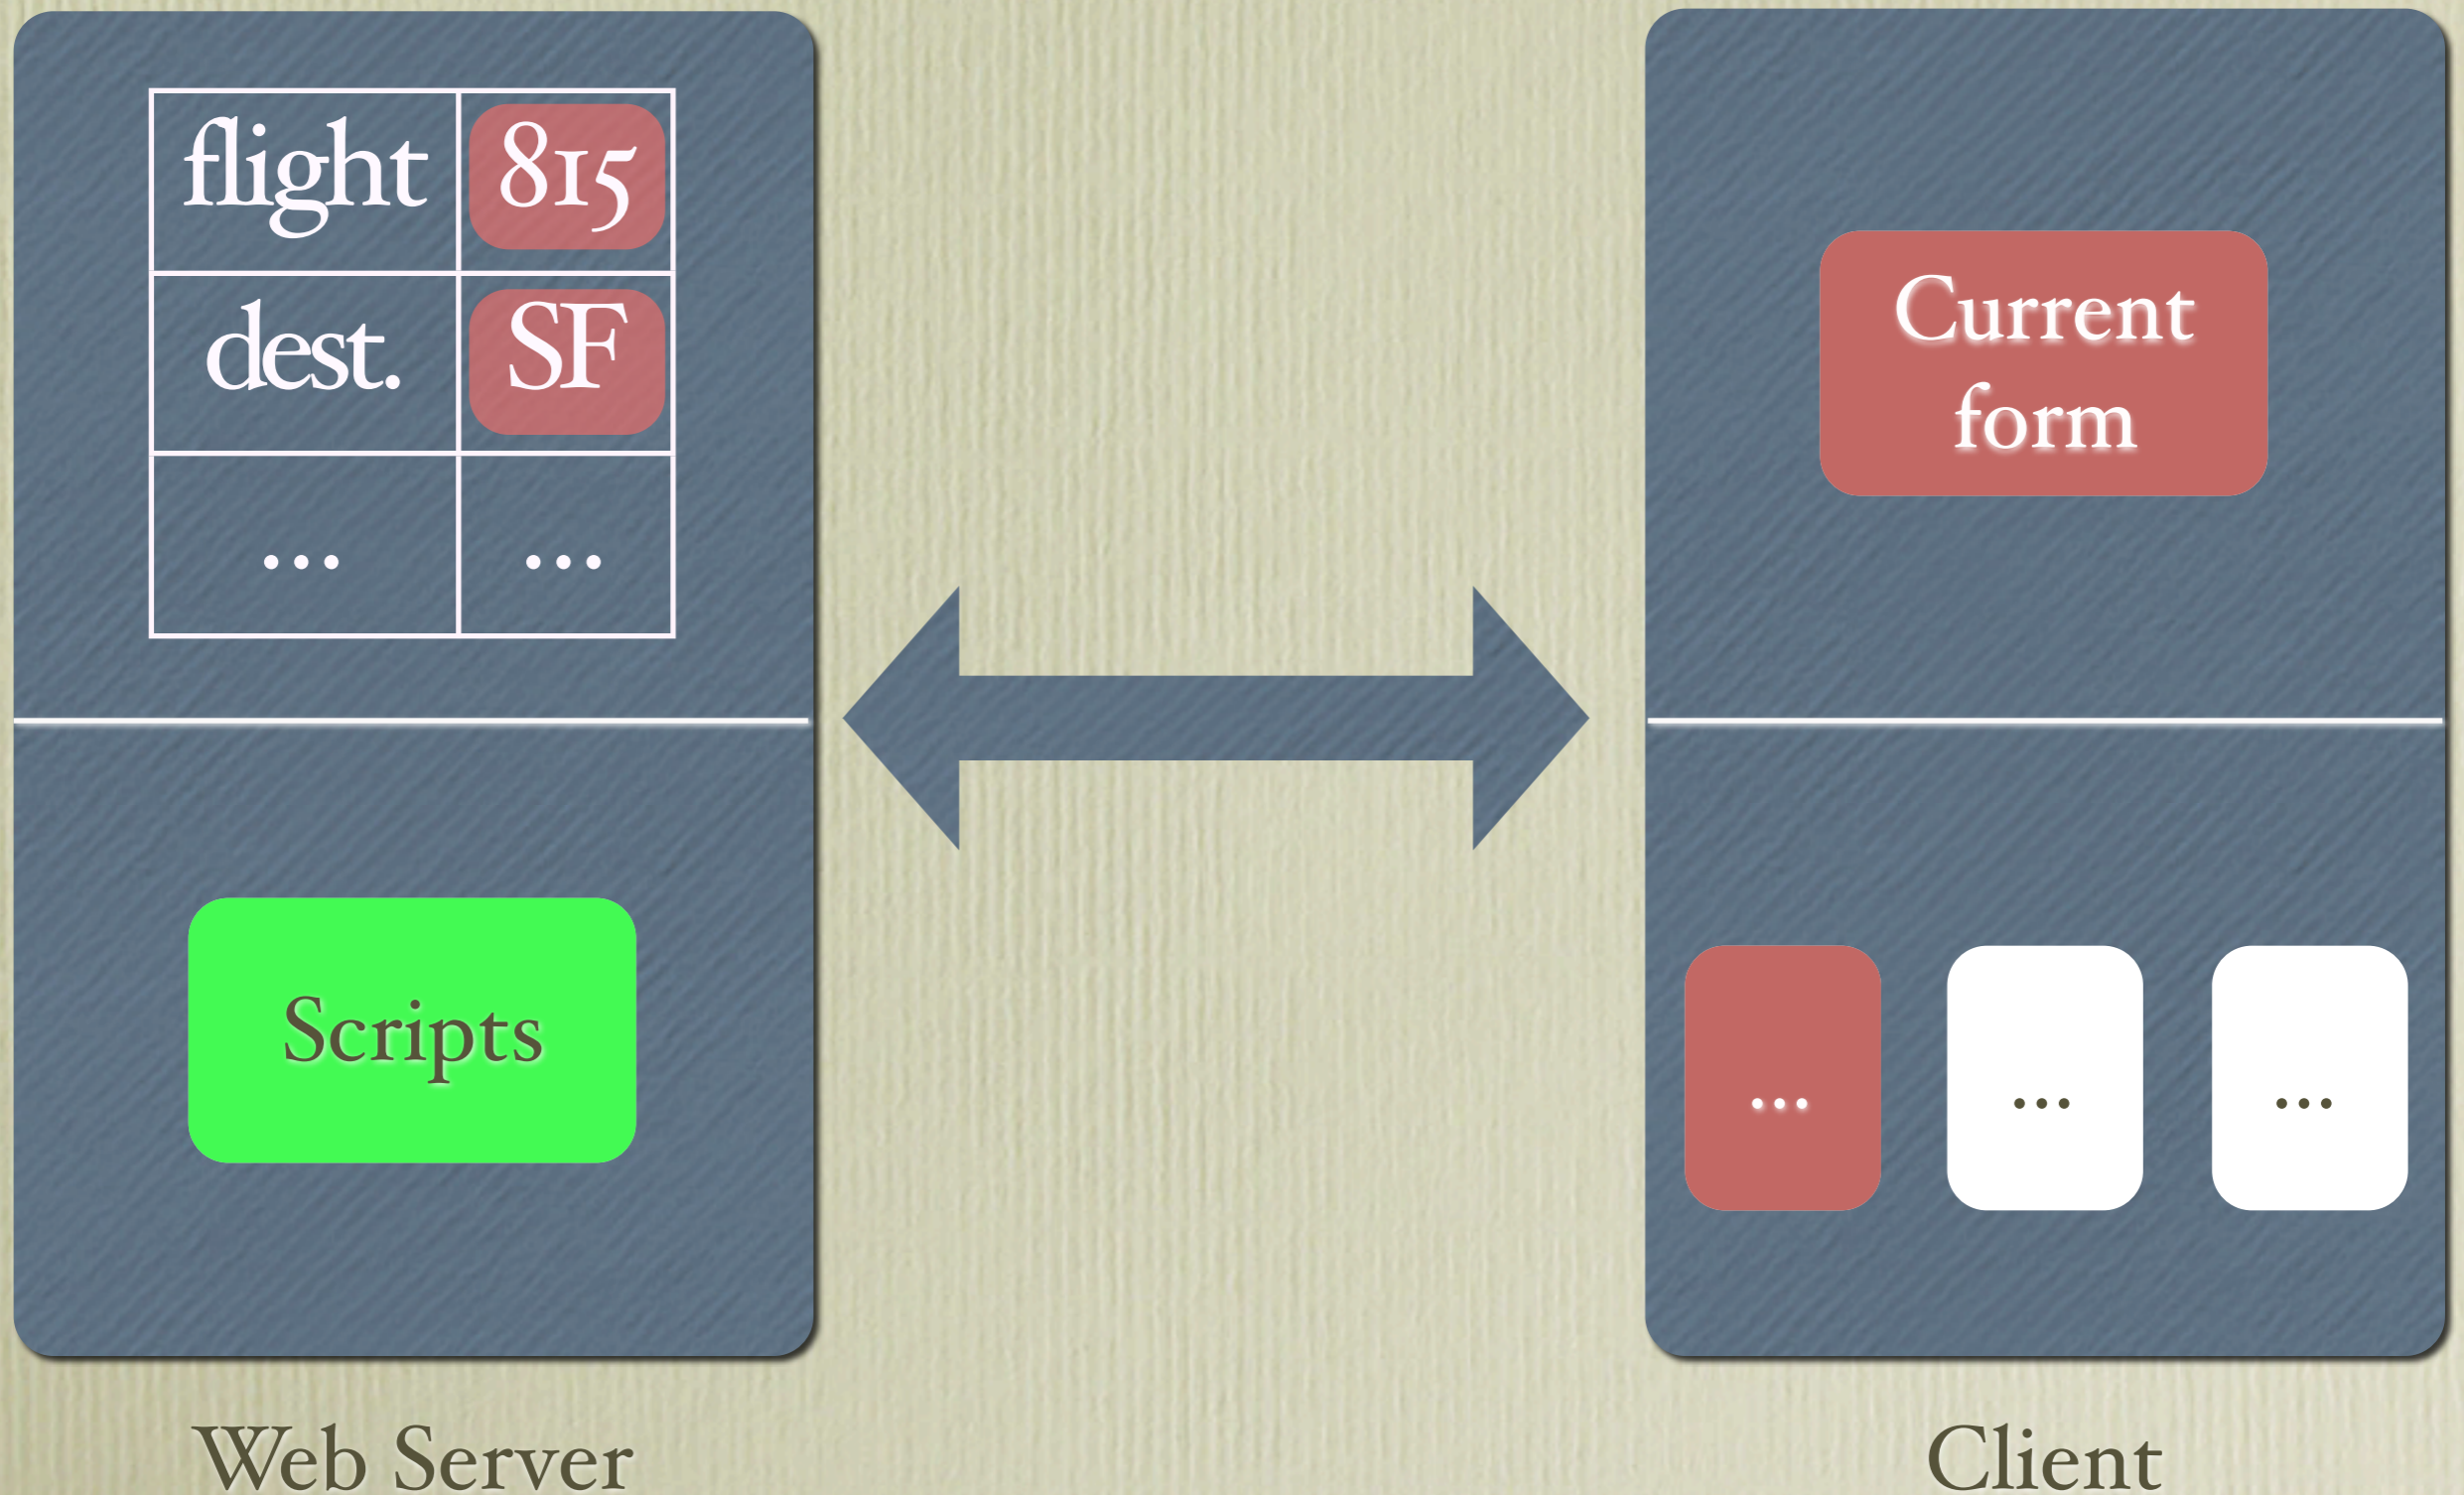 flight 815
dest. SF
... ...
Scripts
Web Server
Current
form
... ... ...
Client